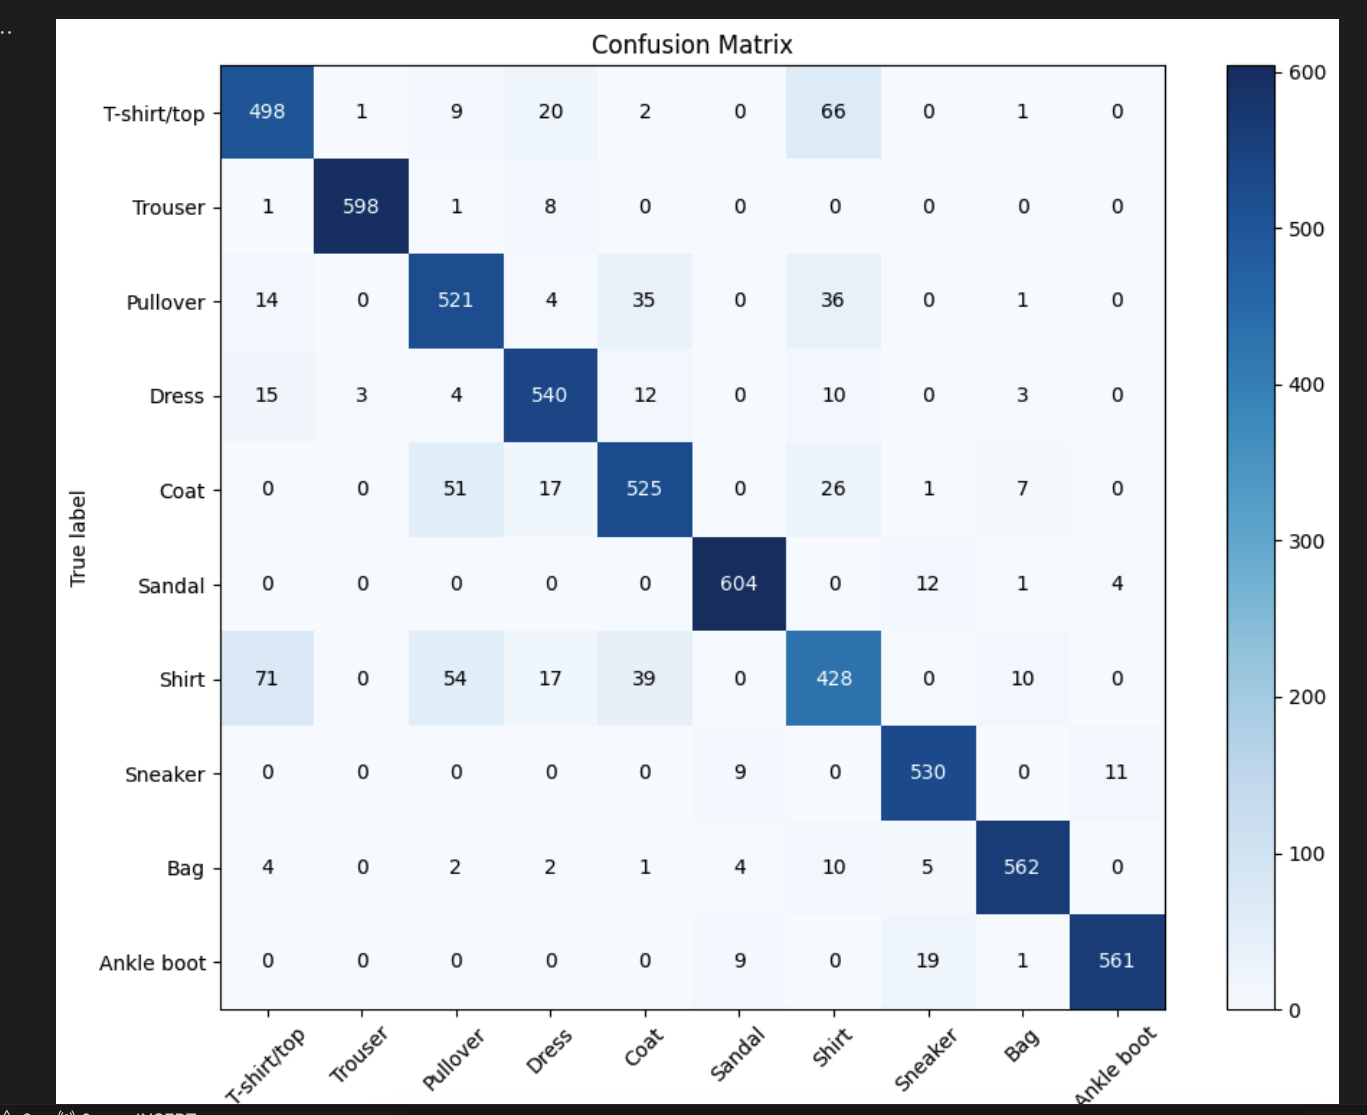 Confusion Matrix
T-shirt/top 498 1 9 20 2 0 66 0 1 0
Trouser 1 598 1 8 0 0 0 0 0 0
Pullover 14 0 521 4 35 0 36 0 1 0
Dress 15 3 4 540 12 0 10 0 3 0
Coat 0 0 51 17 525 0 26 1 7 0
Sandal 0 0 0 0 0 604 0 12 1 4
Shirt 71 0 54 17 39 0 428 0 10 0
Sneaker 0 0 0 0 0 9 0 530 0 11
Bag 4 0 2 2 1 4 10 5 562 0
Ankle boot 0 0 0 0 0 9 0 19 1 561
True label
T-shirt/top Trouser Pullover Dress Coat Sandal Shirt Sneaker Bag Ankle boot
600
500
400
300
200
100
0